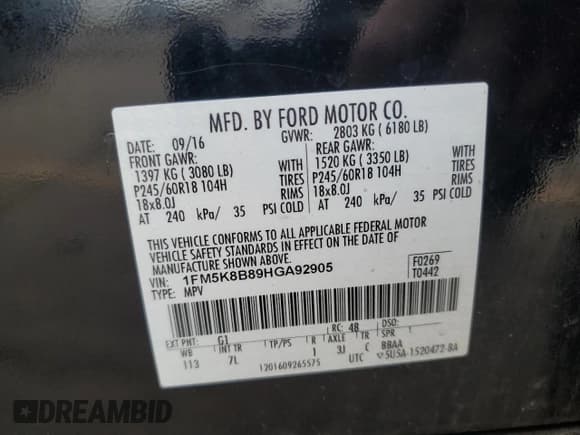 MFD. BY FORD MOTOR CO.
DATE: 09/16 GVWR: 2803 KG ( 6180 LB)
FRONT GAWR: REAR GAWR:
1397 KG ( 3080 LB) WITH 1520 KG ( 3350 LB) WITH
P245/60R18 104H TIRES P245/60R18 104H TIRES
18x8.0J RIMS 18x8.0J RIMS
AT 240 kPa/ 35 PSI COLD AT 240 kPa/ 35 PSI COLD
THIS VEHICLE CONFORMS TO ALL APPLICABLE FEDERAL MOTOR
VEHICLE SAFETY STANDARDS IN EFFECT ON THE DATE OF
MANUFACTURE SHOWN ABOVE.
VIN: 1FM5K8B89HGA92905 F0269
TYPE: MPV T0442
EXT PNT: G1 RC: 48 DSO:
WB INT TR TP/PS R AXLE TR SPR
113 7L 1 3J C BBAA
1201609265575 UTC 5USA-1520472-BA
DREAMBID